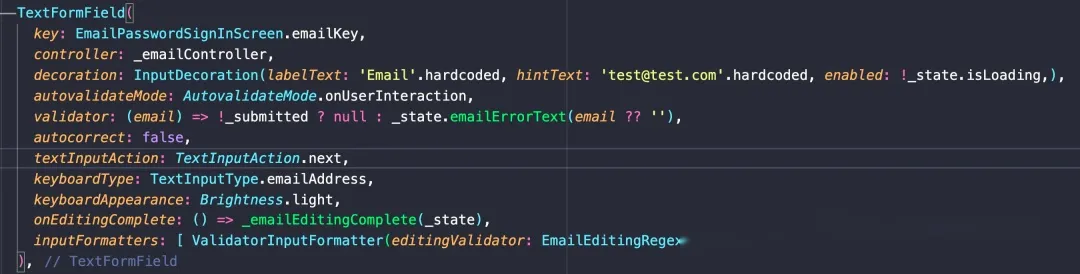 TextFormField(
key: EmailPasswordSignInScreen.emailKey,
controller: _emailController,
decoration: InputDecoration(labelText: 'Email'.hardcoded, hintText: 'test@test.com'.hardcoded, enabled: !_state.isLoading,),
autovalidateMode: AutovalidateMode.onUserInteraction,
validator: (email) => !_submitted ? null : _state.emailErrorText(email ?? ''),
autocorrect: false,
textInputAction: TextInputAction.next,
keyboardType: TextInputType.emailAddress,
keyboardAppearance: Brightness.light,
onEditingComplete: () => _emailEditingComplete(_state),
inputFormatters: [ ValidatorInputFormatter(editingValidator:
), // TextFormField